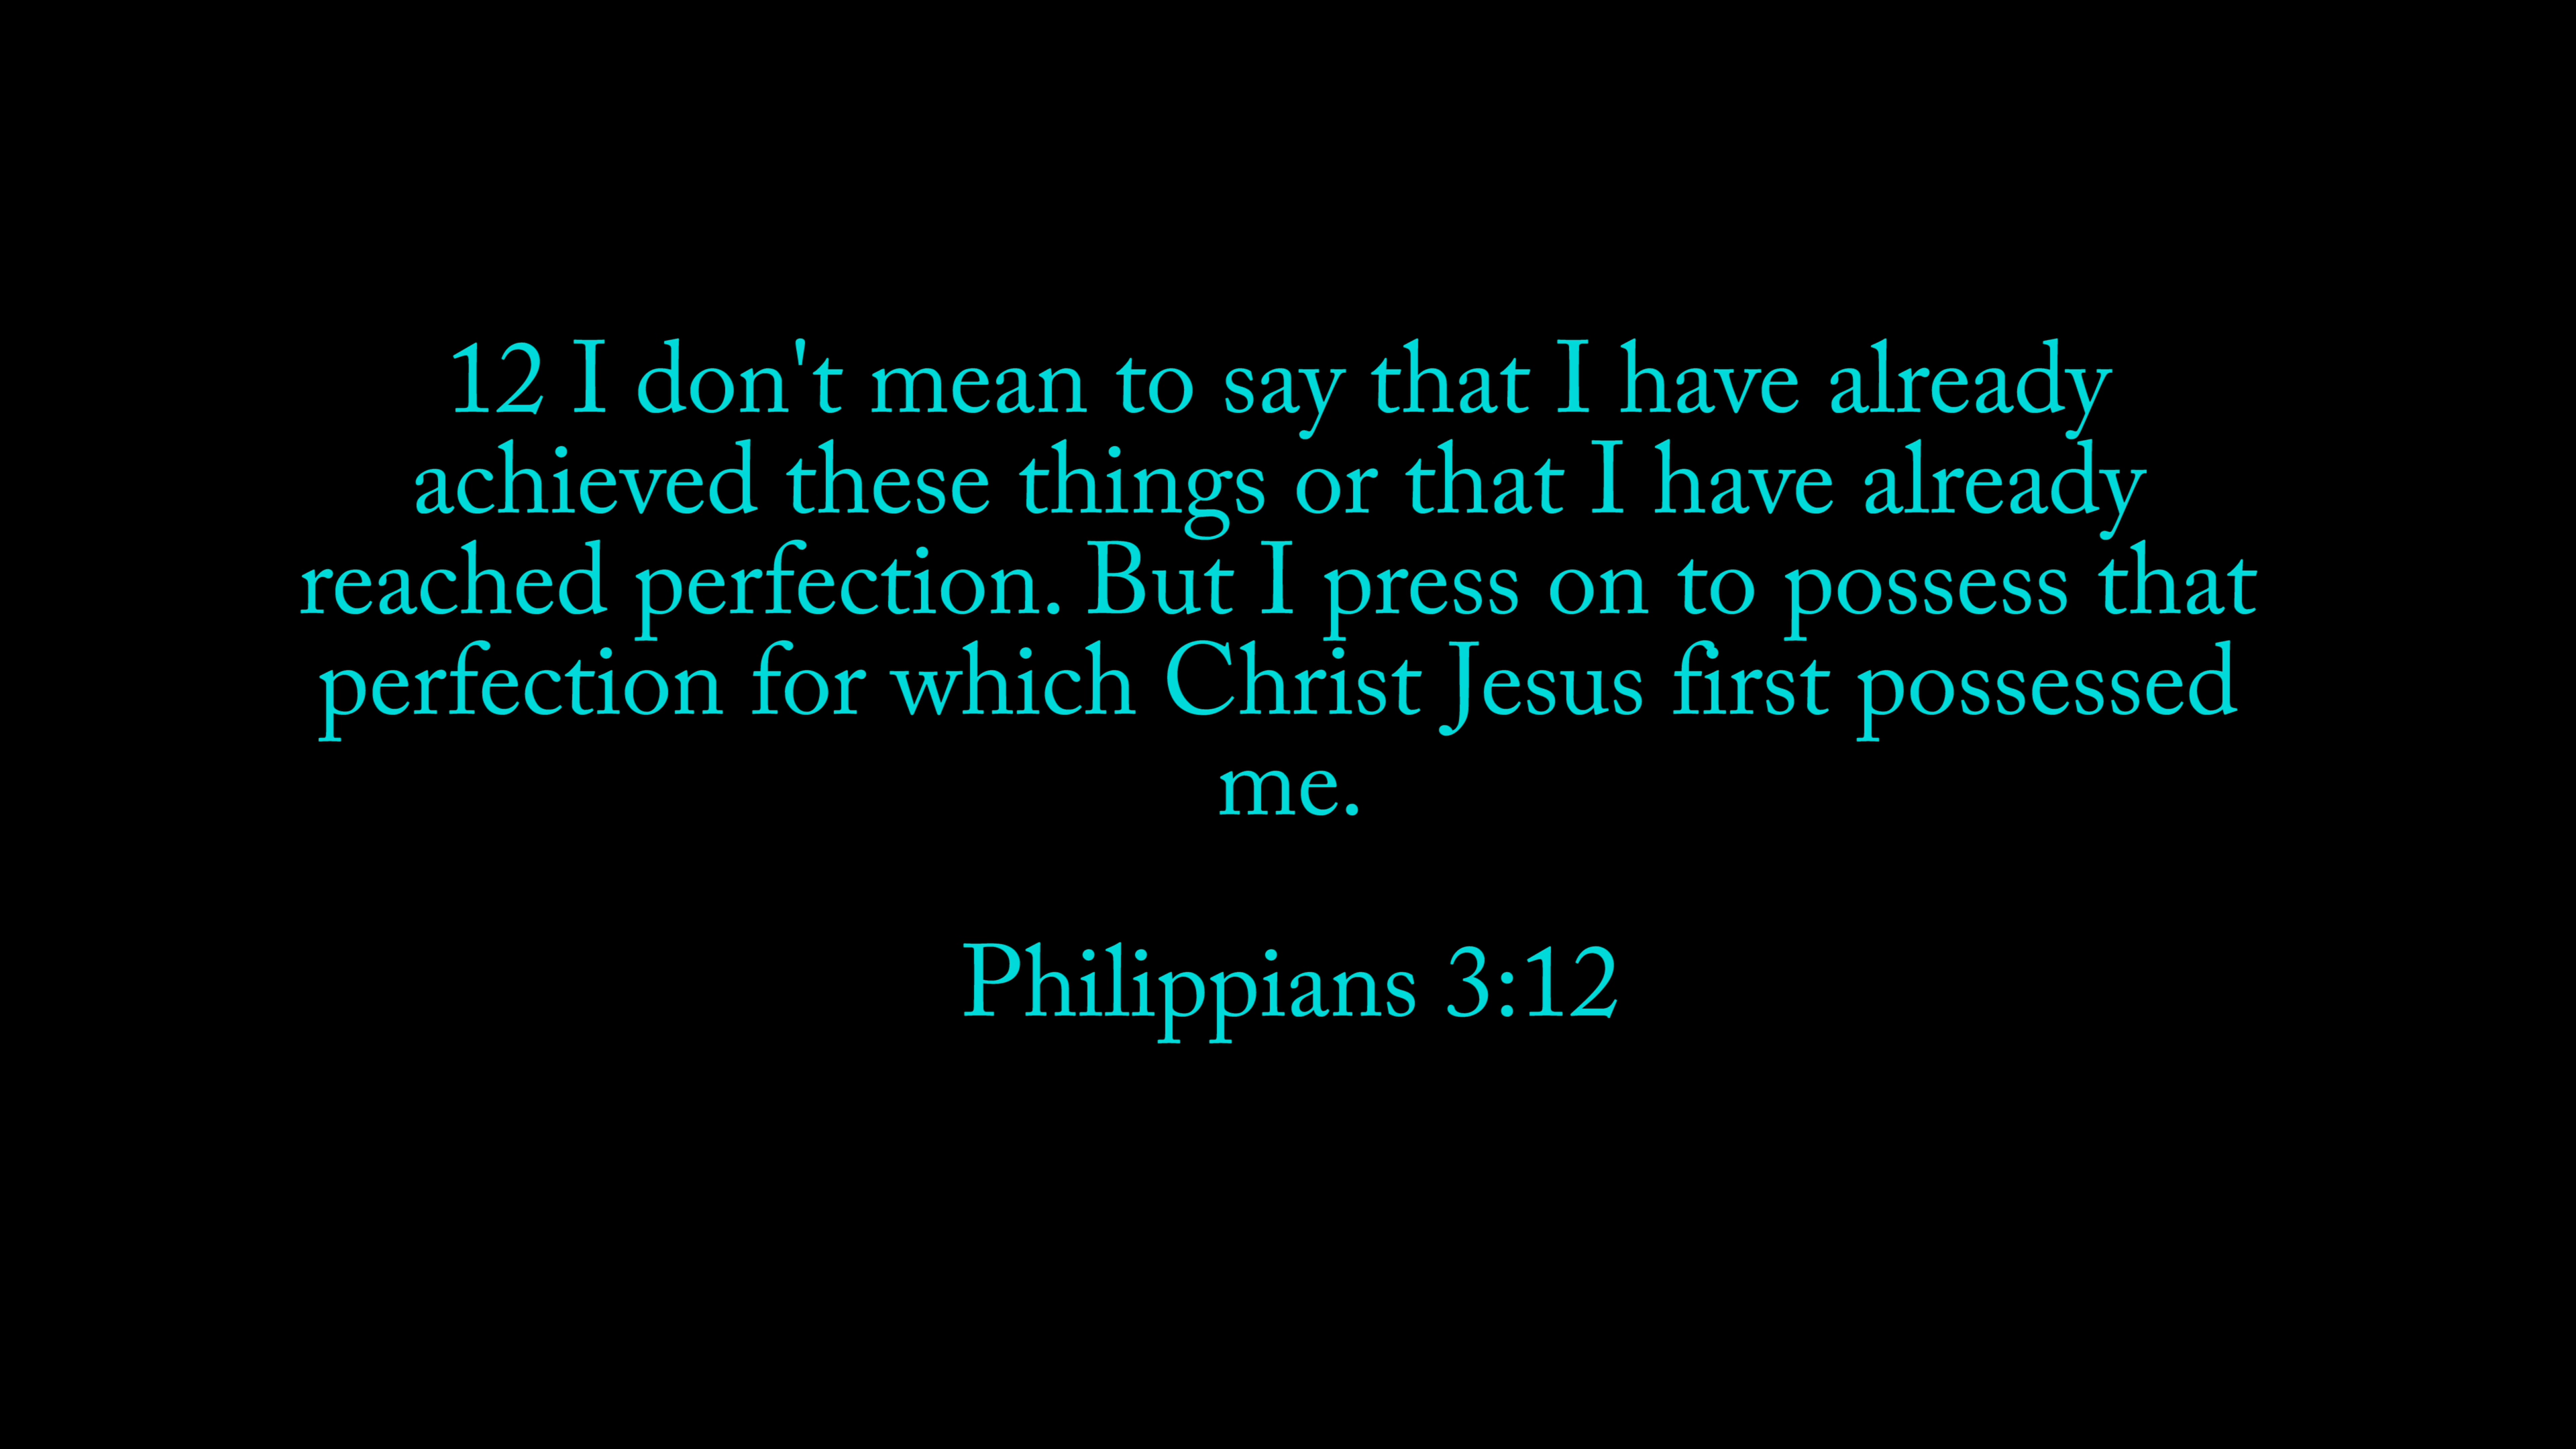 12 I don't mean to say that I have already
achieved these things or that I have already
reached perfection. But I press on to possess that
perfection for which Christ Jesus first possessed
me.
Philippians 3:12